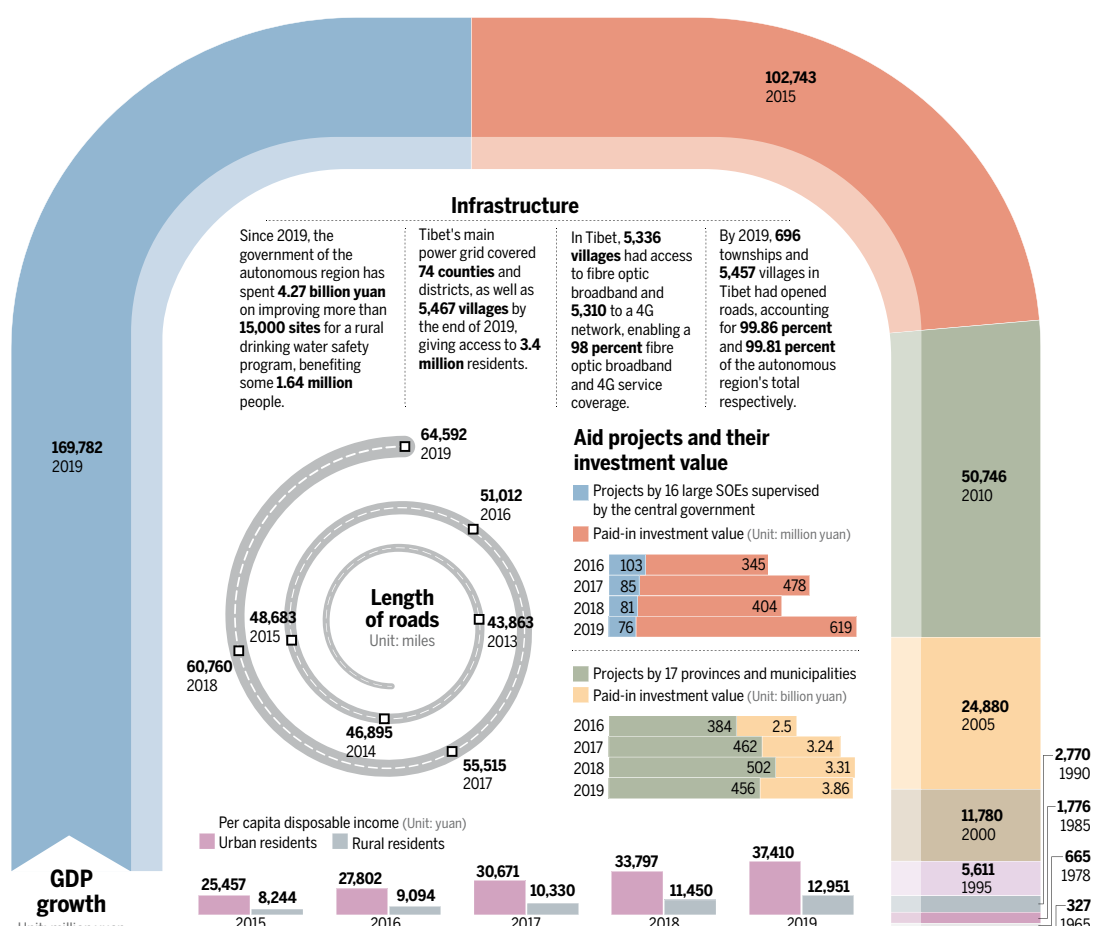 102,743
2015
Infrastructure
Since 2019, the
government of the
autonomous region has
spent 4.27 billion yuan
on improving more than
15,000 sites for a rural
drinking water safety
program, benefiting
some 1.64 million
people.
Tibet's main
power grid covered
74 counties and
districts, as well as
5,467 villages by
the end of 2019,
giving access to 3.4
million residents.
In Tibet, 5,336
villages had access
to fibre optic
broadband and
5,310 to a 4G
network, enabling a
98 percent fibre
optic broadband
and 4G service
coverage.
By 2019, 696
townships and
5,457 villages in
Tibet had opened
roads, accounting
for 99.86 percent
and 99.81 percent
of the autonomous
region's total
respectively.
169,782
2019
64,592
2019
51,012
2016
Length
of roads
Unit: miles
48,683
2015
43,863
2013
60,760
2018
46,895
2014
55,515
2017
Aid projects and their
investment value
Projects by 16 large SOEs supervised
by the central government
Paid-in investment value (Unit: million yuan)
2016 103 345
2017 85 478
2018 81 404
2019 76 619
Projects by 17 provinces and municipalities
Paid-in investment value (Unit: billion yuan)
2016 384 2.5
2017 462 3.24
2018 502 3.31
2019 456 3.86
50,746
2010
24,880
2005
11,780
2000
5,611
1995
2,770
1990
1,776
1985
665
1978
327
1965
GDP
growth
Unit: million yuan
Per capita disposable income (Unit: yuan)
Urban residents Rural residents
25,457 8,244
2015
27,802 9,094
2016
30,671 10,330
2017
33,797 11,450
2018
37,410 12,951
2019